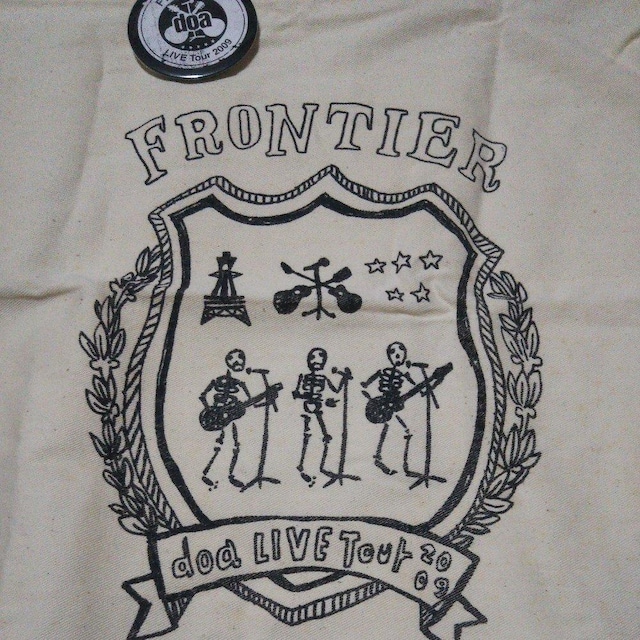 doa
LIVE Tour 2009
FRONTIER
doa LIVE Tour 20
09